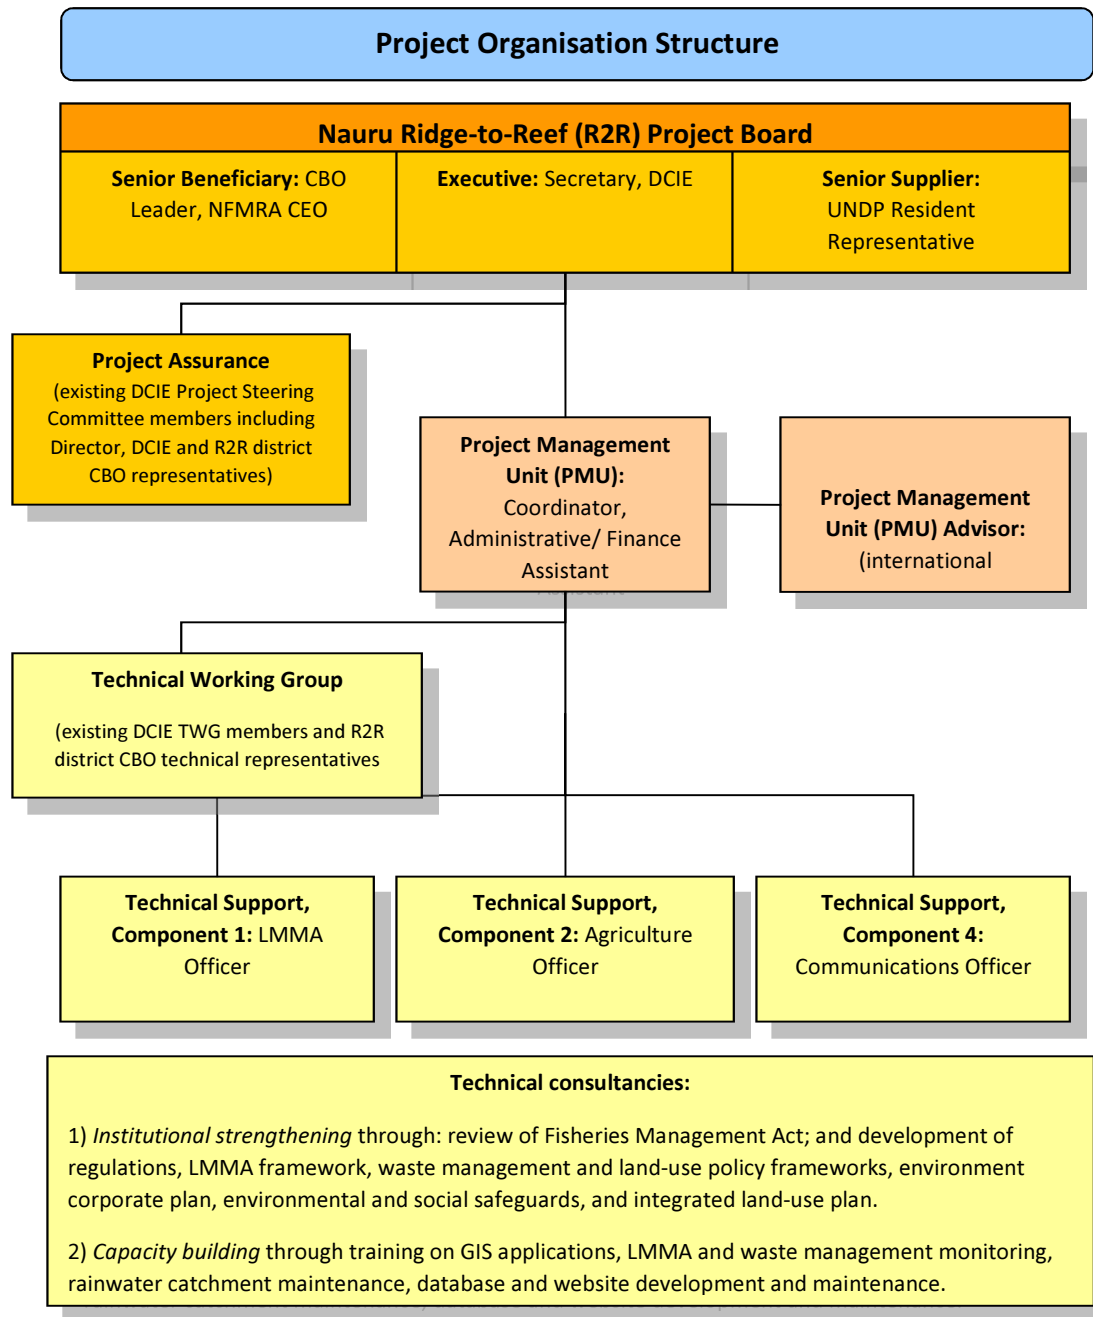 Project Organisation Structure
Nauru Ridge-to-Reef (R2R) Project Board
Senior Beneficiary: CBO
Leader, NFMRA CEO
Executive: Secretary, DCIE
Senior Supplier:
UNDP Resident
Representative
Project Assurance
(existing DCIE Project Steering
Committee members including
Director, DCIE and R2R district
CBO representatives)
Project Management
Unit (PMU):
Coordinator,
Administrative/ Finance
Assistant
Project Management
Unit (PMU) Advisor:
(international
Technical Working Group
(existing DCIE TWG members and R2R
district CBO technical representatives
Technical Support,
Component 1: LMMA
Officer
Technical Support,
Component 2: Agriculture
Officer
Technical Support,
Component 4:
Communications Officer
Technical consultancies:
1) Institutional strengthening through: review of Fisheries Management Act; and development of
regulations, LMMA framework, waste management and land-use policy frameworks, environment
corporate plan, environmental and social safeguards, and integrated land-use plan.
2) Capacity building through training on GIS applications, LMMA and waste management monitoring,
rainwater catchment maintenance, database and website development and maintenance.